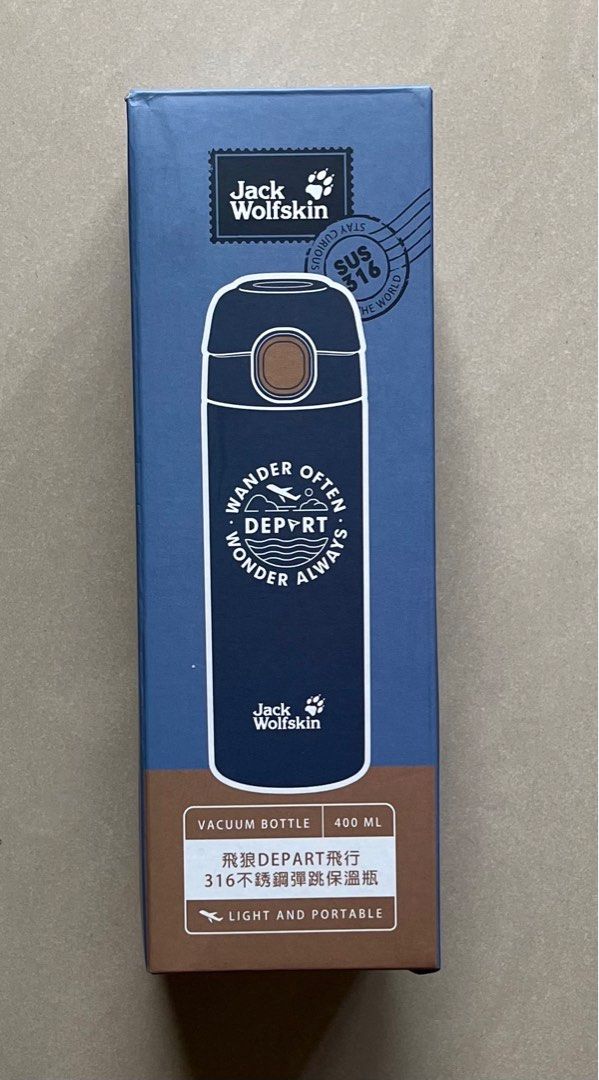 Jack
Wolfskin
STAY CURIOUS
SUS
316
HE WORLD
WANDER OFTEN
DEPART
WONDER ALWAYS
Jack
Wolfskin
VACUUM BOTTLE 400 ML
飛狼DEPART飛行
316不銹鋼彈跳保溫瓶
LIGHT AND PORTABLE